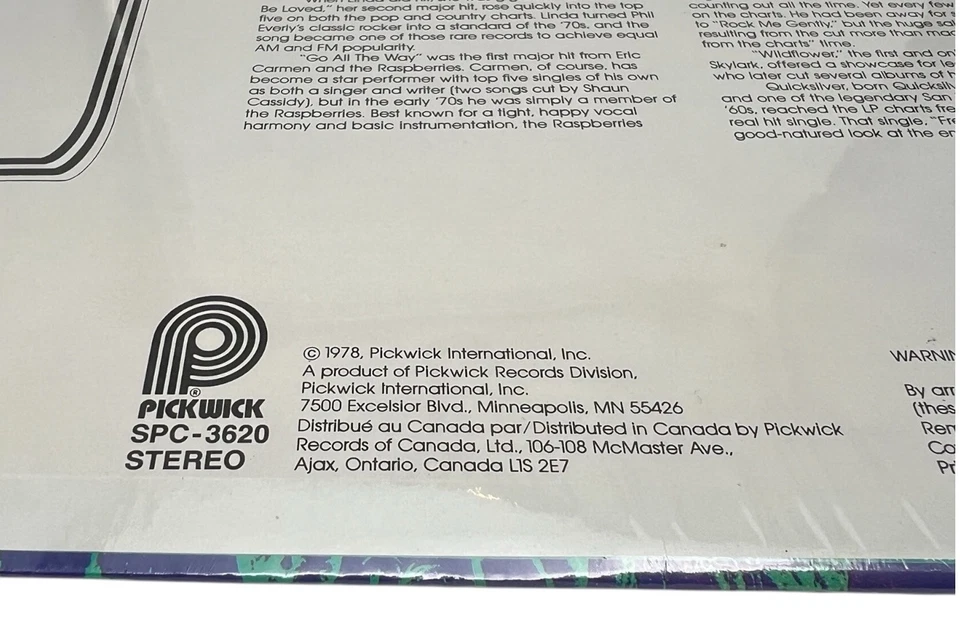 Be Loved," her second major hit, rose quickly into the top
five on both the pop and country charts. Linda turned Phil
Everly's classic rocker into a standard of the '70s, and the
song became one of those rare records to achieve equal
AM and FM popularity.
"Go All The Way" was the first major hit from Eric
Carmen and the Raspberries. Carmen, of course, has
become a star performer with top five singles of his own
as both a singer and writer (two songs cut by Shaun
Cassidy), but in the early '70s he was simply a member of
the Raspberries. Best known for a tight, happy vocal
harmony and basic instrumentation, the Raspberries
counting out all the time. Yet every few
on the charts. He had been away for
to "Rock Me Gently," but the huge
resulting from the cut more than
from the charts" time.
"Wildflower," the first and
Skylark, offered a showcase for
who later cut several albums of
Quicksilver, born
and one of the legendary San
'60s, reached the LP charts
real hit single. That single,
good-natured look at the
P
®
PICKWICK
SPC-3620
STEREO
© 1978, Pickwick International, Inc.
A product of Pickwick Records Division,
Pickwick International, Inc.
7500 Excelsior Blvd., Minneapolis, MN 55426
Distribué au Canada par/Distributed in Canada by Pickwick
Records of Canada, Ltd., 106-108 McMaster Ave.,
Ajax, Ontario, Canada L1S 2E7
WARNIN
By arr
(thes
Ren
Co
Pr